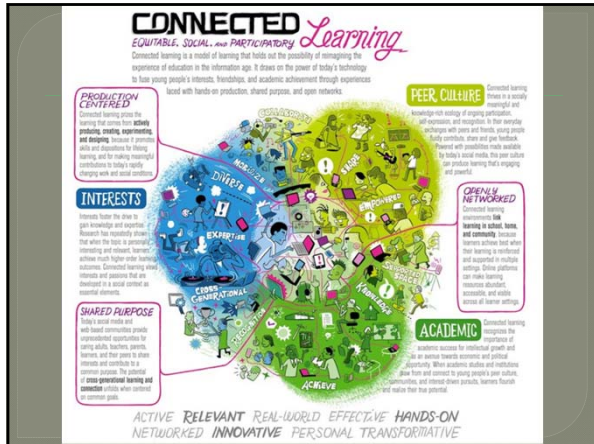 CONNECTED Learning
EQUITABLE, SOCIAL, AND PARTICIPATORY
Connected learning is a model of learning that holds out the possibility of reimagining the
experience of education in the information age. It draws on the power of today's technology
to fuse young people's interests, friendships, and academic achievement through experiences
laced with hands-on production, shared purpose, and open networks.
PRODUCTION
CENTERED
Connected learning prizes the
learning that comes from actively
producing, creating, experimenting,
and designing, because it promotes
skills and dispositions for lifelong
learning, and for making meaningful
contributions to today's rapidly
changing work and social conditions.
INTERESTS
Interests foster the drive to
gain knowledge and expertise.
Research has repeatedly shown
that when the topic is personally
interesting and relevant, learners
achieve much higher-order learning
outcomes. Connected learning views
interests and passions that are
developed in a social context as
essential elements.
SHARED PURPOSE
Today's social media and
web-based communities provide
unprecedented opportunities for
caring adults, teachers, parents,
learners, and their peers to share
interests and contribute to a
common purpose. The potential
of cross-generational learning and
connection unfolds when centered
on common goals.
COLLABORATE
MOBILIZE
DIVERSE
EXPERTISE
CROSS
GENERATIONAL
SHARE
EMPOWERED
KNOWLEDGE
ACHIEVE
PEER CULTURE
Connected learning
thrives in a socially
meaningful and
knowledge-rich ecology of ongoing participation,
self-expression, and recognition. In their everyday
exchanges with peers and friends, young people
fluidly contribute, share and give feedback.
Powered with possibilities made available
by today's social media, this peer culture
can produce learning that's engaging
and powerful.
OPENLY
NETWORKED
Connected learning
environments link
learning in school, home,
and community, because
learners achieve best when
their learning is reinforced
and supported in multiple
settings. Online platforms
can make learning
resources abundant,
accessible, and visible
across all learner settings.
ACADEMIC
Connected learning
recognizes the
importance of
academic success for intellectual growth and
as an avenue towards economic and political
opportunity. When academic studies and institutions
draw from and connect to young people's peer culture,
communities, and interest-driven pursuits, learners flourish
and realize their true potential.
ACTIVE RELEVANT REAL-WORLD EFFECTIVE HANDS-ON
NETWORKED INNOVATIVE PERSONAL TRANSFORMATIVE